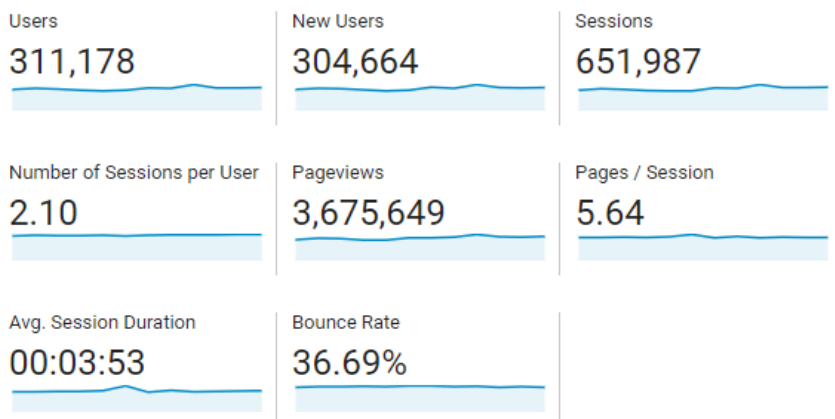 Users
311,178
New Users
304,664
Sessions
651,987
Number of Sessions per User
2.10
Pageviews
3,675,649
Pages / Session
5.64
Avg. Session Duration
00:03:53
Bounce Rate
36.69%